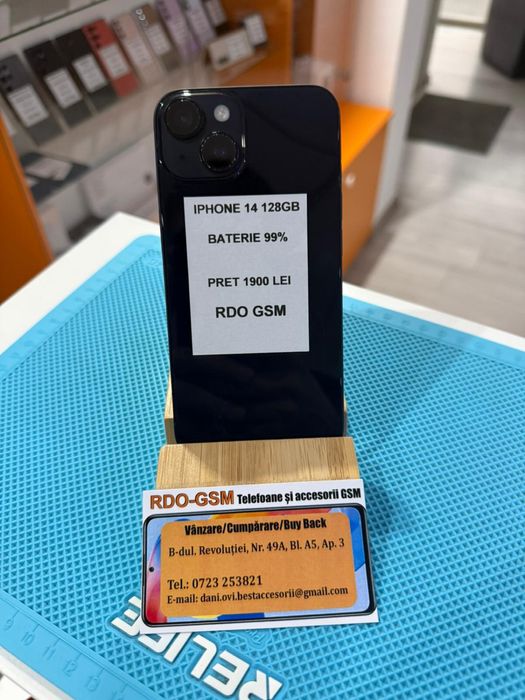 IPHONE 14 128GB
BATERIE 99%
PRET 1900 LEI
RDO GSM
RDO-GSM Telefoane și accesorii GSM
Vânzare/Cumpărare/Buy Back
B-dul. Revoluției, Nr. 49A, Bl. A5, Ap. 3
Tel.: 0723 253821
E-mail: dani.ovi.bestaccesorii@gmail.com
RELIFE